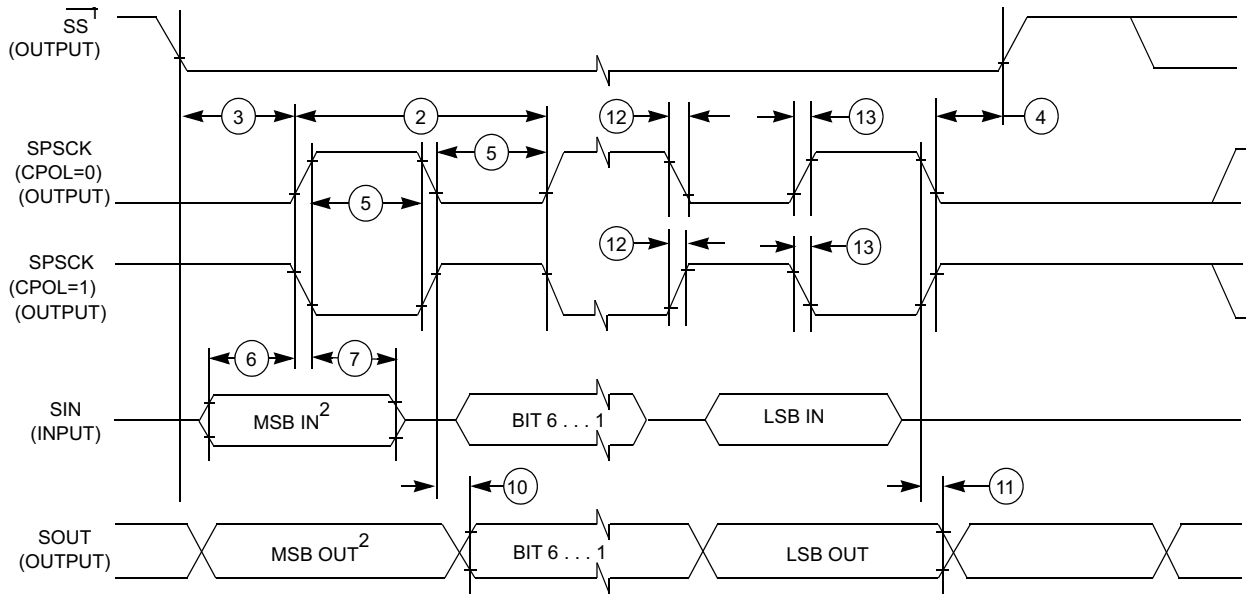 SS 1
(OUTPUT)
3
2
12
13
4
SPSCK
(CPOL=0)
(OUTPUT)
5
5
12
13
SPSCK
(CPOL=1)
(OUTPUT)
6
7
SIN
(INPUT)
MSB IN2
BIT 6 . . . 1
LSB IN
10
11
SOUT
(OUTPUT)
MSB OUT2
BIT 6 . . . 1
LSB OUT